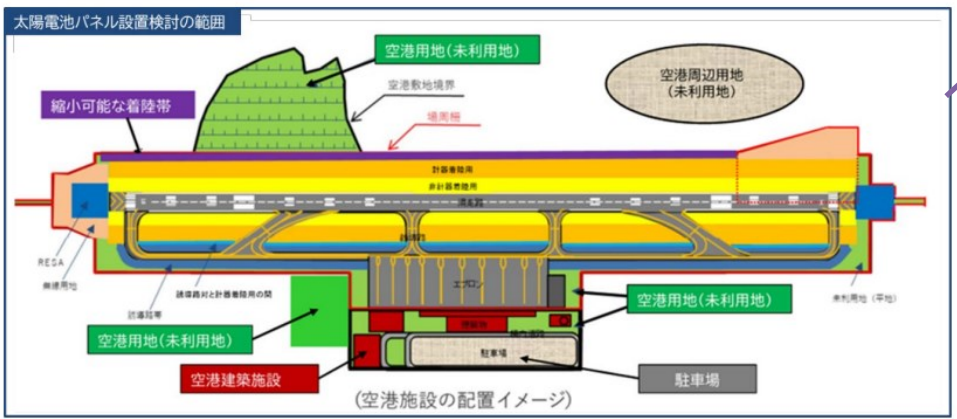 太陽電池パネル設置検討の範囲
空港用地(未利用地)
空港周辺用地
(未利用地)
空港敷地境界
縮小可能な着陸帯
場周柵
計器着陸用
非計器着陸用
滑走路
誘導路
RESA
無線用地
誘導路帯
誘導路対と計器着陸用の間
エプロン
空港用地(未利用地)
未利用地(平地)
空港用地(未利用地)
構内道路
駐車場
空港建築施設
駐車場
(空港施設の配置イメージ)